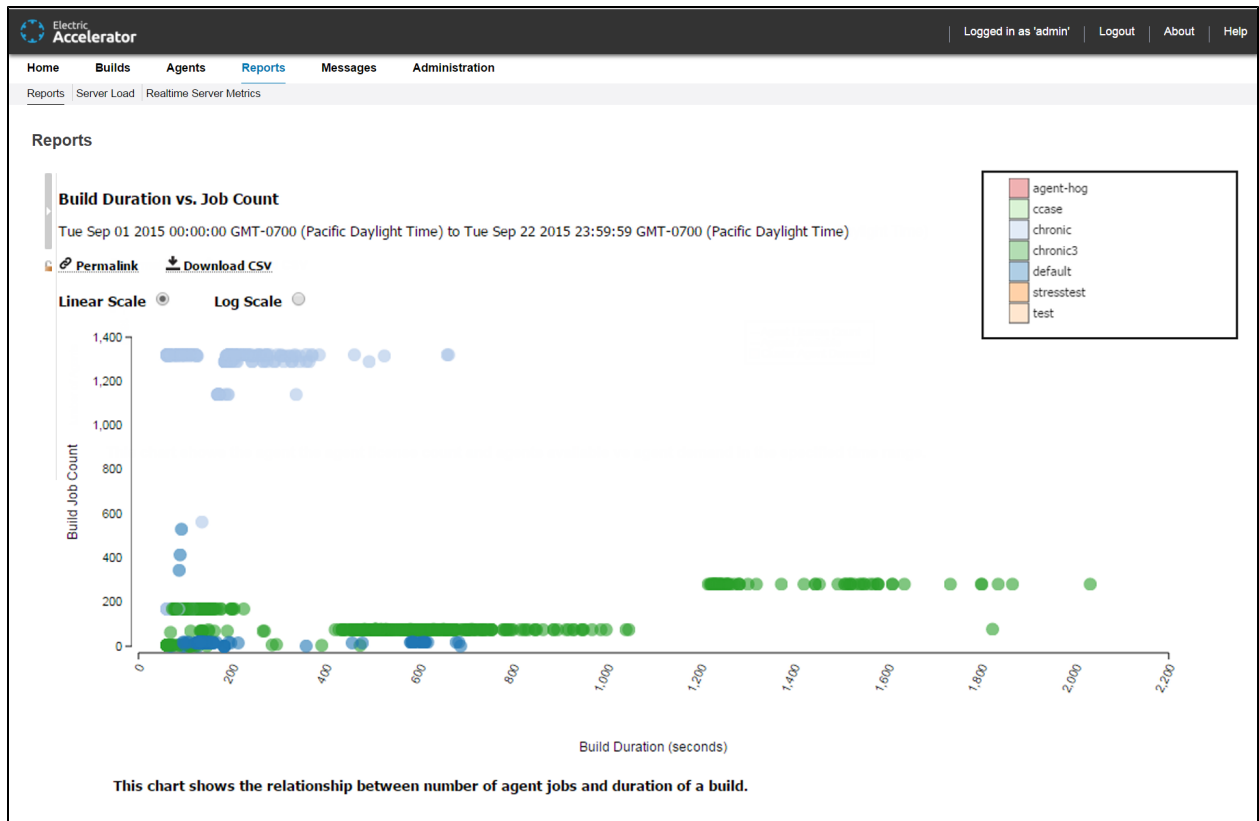 Electric
Accelerator
Logged in as 'admin' Logout About Help
Home Builds Agents Reports Messages Administration
Reports Server Load Realtime Server Metrics
Reports
Build Duration vs. Job Count
Tue Sep 01 2015 00:00:00 GMT-0700 (Pacific Daylight Time) to Tue Sep 22 2015 23:59:59 GMT-0700 (Pacific Daylight Time)
Permalink Download CSV
Linear Scale Log Scale
agent-hog
ccase
chronic
chronic3
default
stresstest
test
1,400
1,200
1,000
800
600
400
200
0
Build Job Count
0 200 400 600 800 1,000 1,200 1,400 1,600 1,800 2,000 2,200
Build Duration (seconds)
This chart shows the relationship between number of agent jobs and duration of a build.